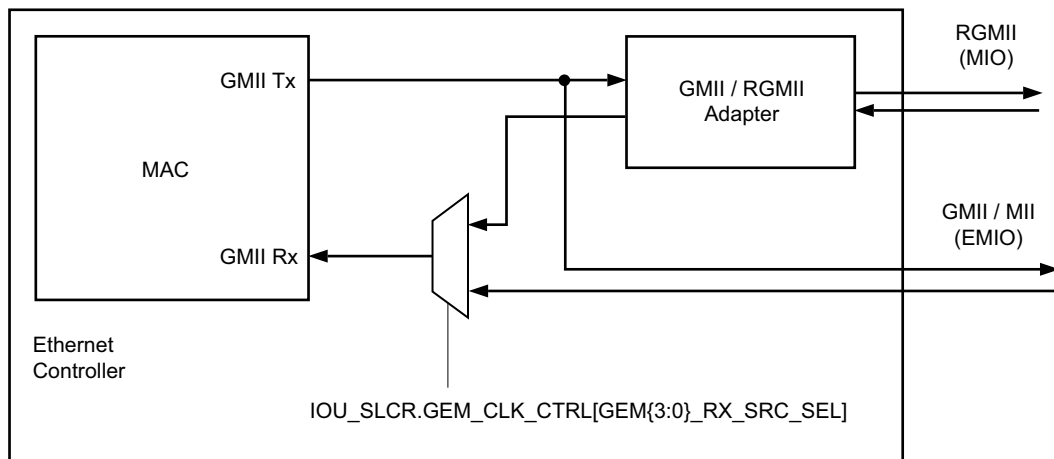 RGMII
(MIO)
GMII Tx
GMII / RGMII
Adapter
MAC
GMII / MII
(EMIO)
GMII Rx
Ethernet
Controller
IOU_SLCR.GEM_CLK_CTRL[GEM{3:0}_RX_SRC_SEL]